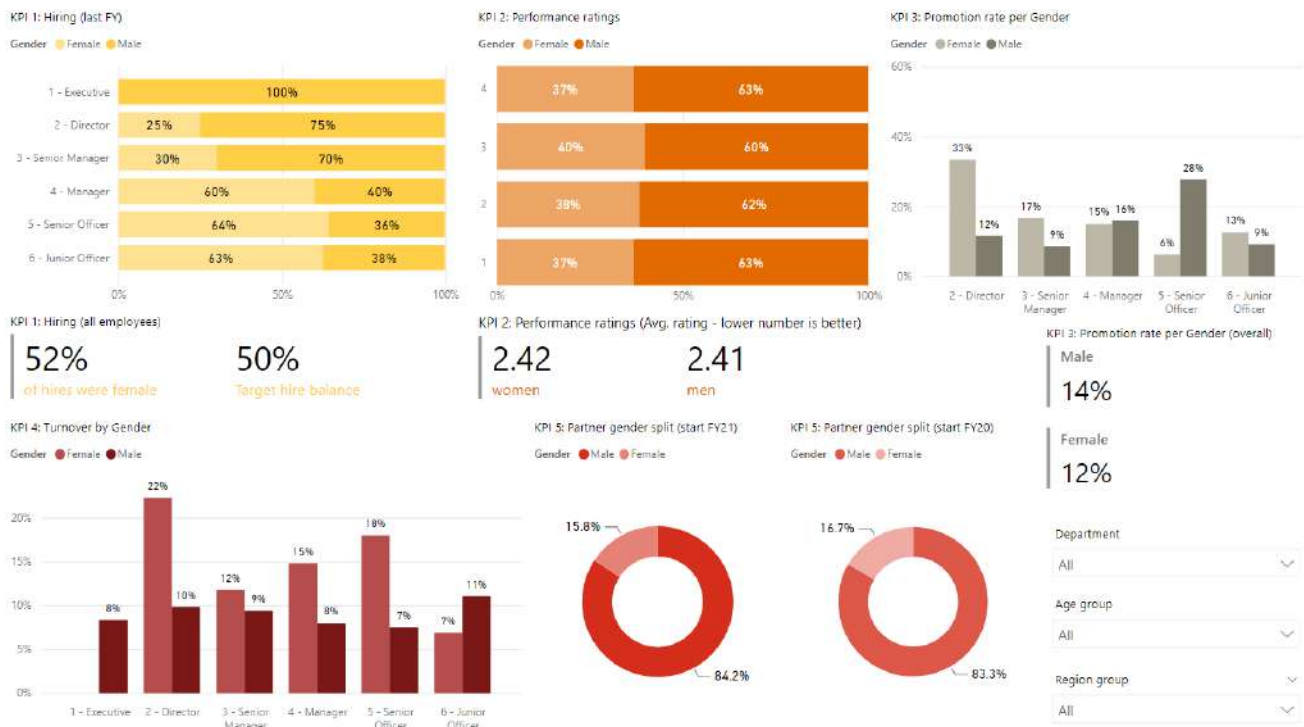 KPI 1: Hiring (last FY)
Gender Female Male
1 - Executive 100%
2 - Director 25% 75%
3 - Senior Manager 30% 70%
4 - Manager 60% 40%
5 - Senior Officer 64% 36%
6 - Junior Officer 63% 38%
0% 50% 100%
KPI 2: Performance ratings
Gender Female Male
4 37% 63%
3 40% 60%
2 38% 62%
1 37% 63%
0% 50% 100%
KPI 3: Promotion rate per Gender
Gender Female Male
60%
40%
20%
0%
33% 12% 17% 9% 15% 16% 6% 28% 13% 9%
2 - Director 3 - Senior Manager 4 - Manager 5 - Senior Officer 6 - Junior Officer
KPI 1: Hiring (all employees)
52% 50%
of hires were female Target hire balance
KPI 2: Performance ratings (Avg. rating - lower number is better)
2.42 2.41
women men
KPI 3: Promotion rate per Gender (overall)
Male
14%
Female
12%
KPI 4: Turnover by Gender
Gender Female Male
20%
15%
10%
5%
0%
8% 22% 10% 12% 9% 15% 8% 18% 7% 7% 11%
1 - Executive 2 - Director 3 - Senior Manager 4 - Manager 5 - Senior Officer 6 - Junior Officer
KPI 5: Partner gender split (start FY21)
Gender Male Female
15.8%
84.2%
KPI 5: Partner gender split (start FY20)
Gender Male Female
16.7%
83.3%
Department
All
Age group
All
Region group
All